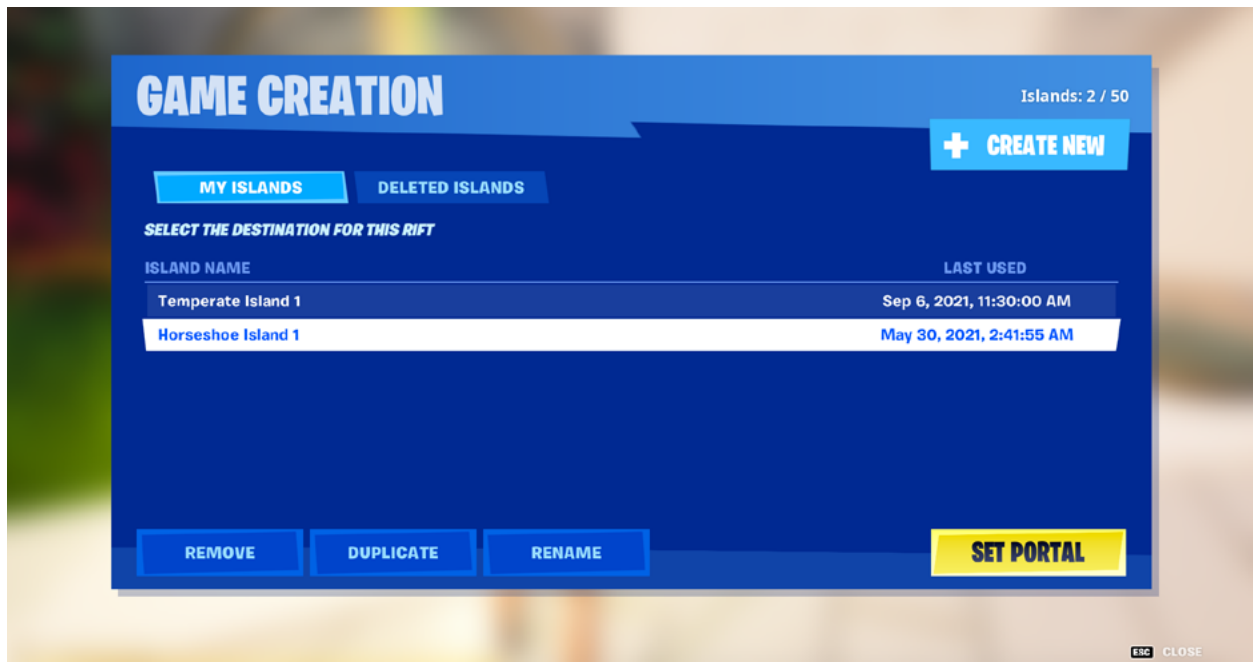 GAME CREATION
Islands: 2 / 50
CREATE NEW
MY ISLANDS DELETED ISLANDS
SELECT THE DESTINATION FOR THIS RIFT
ISLAND NAME LAST USED
Temperate Island 1 Sep 6, 2021, 11:30:00 AM
Horseshoe Island 1 May 30, 2021, 2:41:55 AM
REMOVE DUPLICATE RENAME SET PORTAL
ESC CLOSE